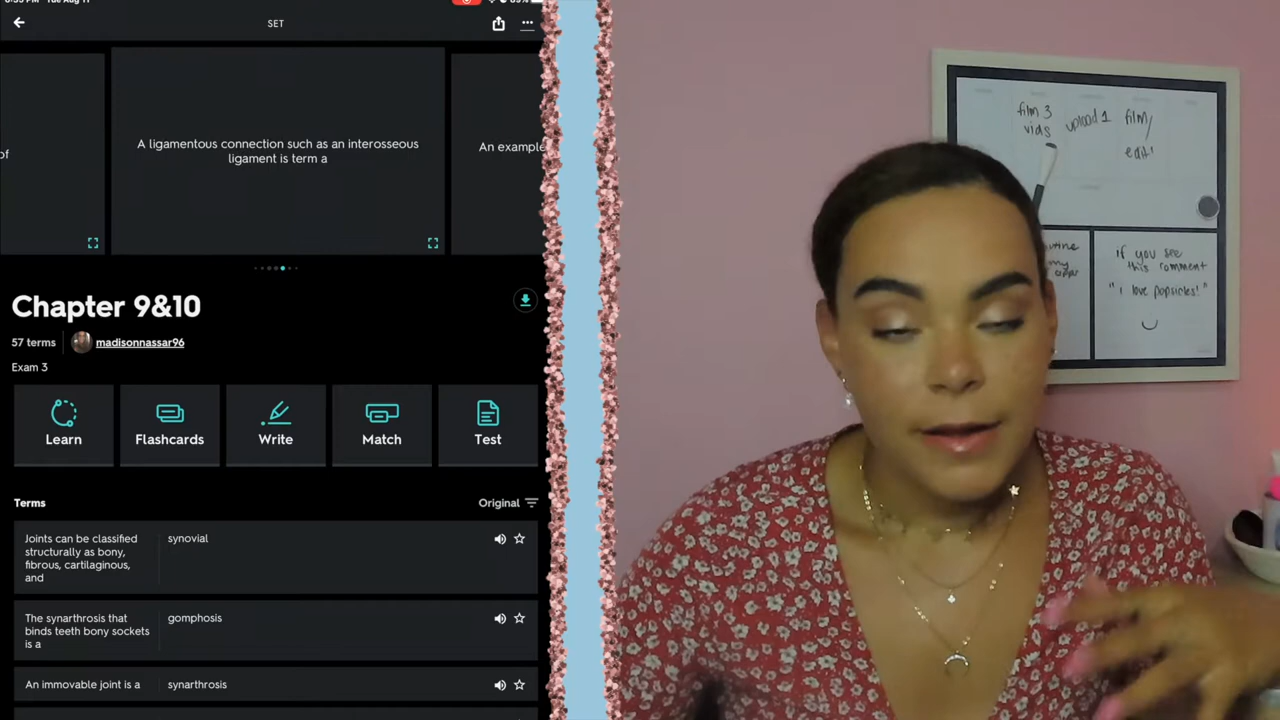 SET
of
A ligamentous connection such as an interosseous
ligament is term a
An example
Chapter 9&10
57 terms
madisonnassar96
Exam 3
Learn
Flashcards
Write
Match
Test
Terms
Original
Joints can be classified
structurally as bony,
fibrous, cartilaginous,
and
synovial
The synarthrosis that
binds teeth bony sockets
is a
gomphosis
An immovable joint is a
synarthrosis
film 3
vids
upload 1
film/
edit!
my
if you see
this comment
"i love popsicles!"